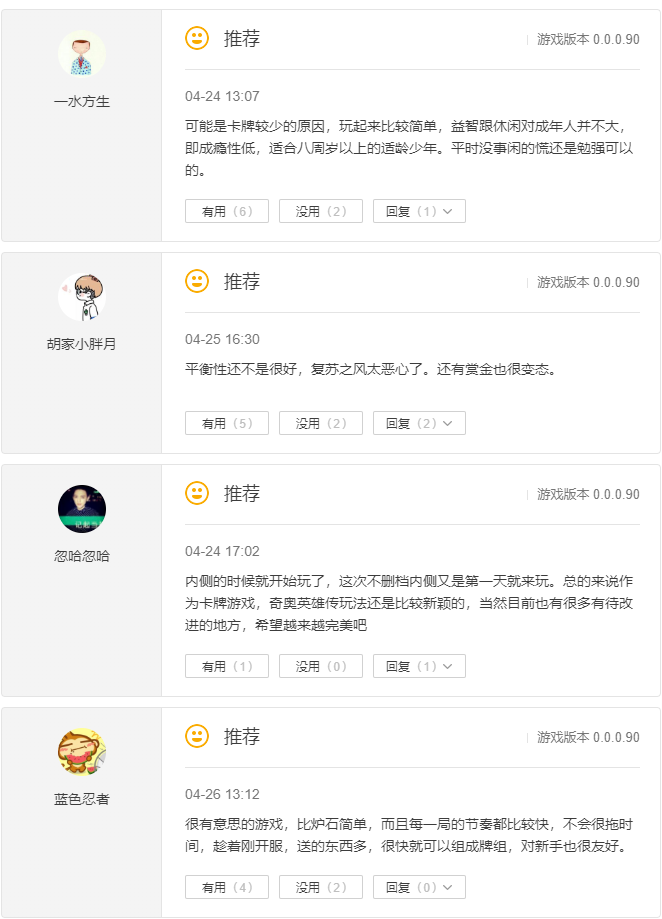 推荐
游戏版本 0.0.0.90
一水方生
04-24 13:07
可能是卡牌较少的原因，玩起来比较简单，益智跟休闲对成年人并不大，
即成瘾性低，适合八周岁以上的适龄少年。平时没事闲的慌还是勉强可以
的。
有用（6） 没用（2） 回复（1）
推荐
游戏版本 0.0.0.90
胡家小胖月
04-25 16:30
平衡性还不是很好，复苏之风太恶心了。还有赏金也很变态。
有用（5） 没用（2） 回复（2）
推荐
游戏版本 0.0.0.90
忽哈忽哈
04-24 17:02
内侧的时候就开始玩了，这次不删档内侧又是第一天就来玩。总的来说作
为卡牌游戏，奇奥英雄传玩法还是比较新颖的，当然目前也有很多有待改
进的地方，希望越来越完美吧
有用（1） 没用（0） 回复（1）
推荐
游戏版本 0.0.0.90
蓝色忍者
04-26 13:12
很有意思的游戏，比炉石简单，而且每一局的节奏都比较快，不会很拖时
间，趁着刚开服，送的东西多，很快就可以组成牌组，对新手也很友好。
有用（4） 没用（2） 回复（0）